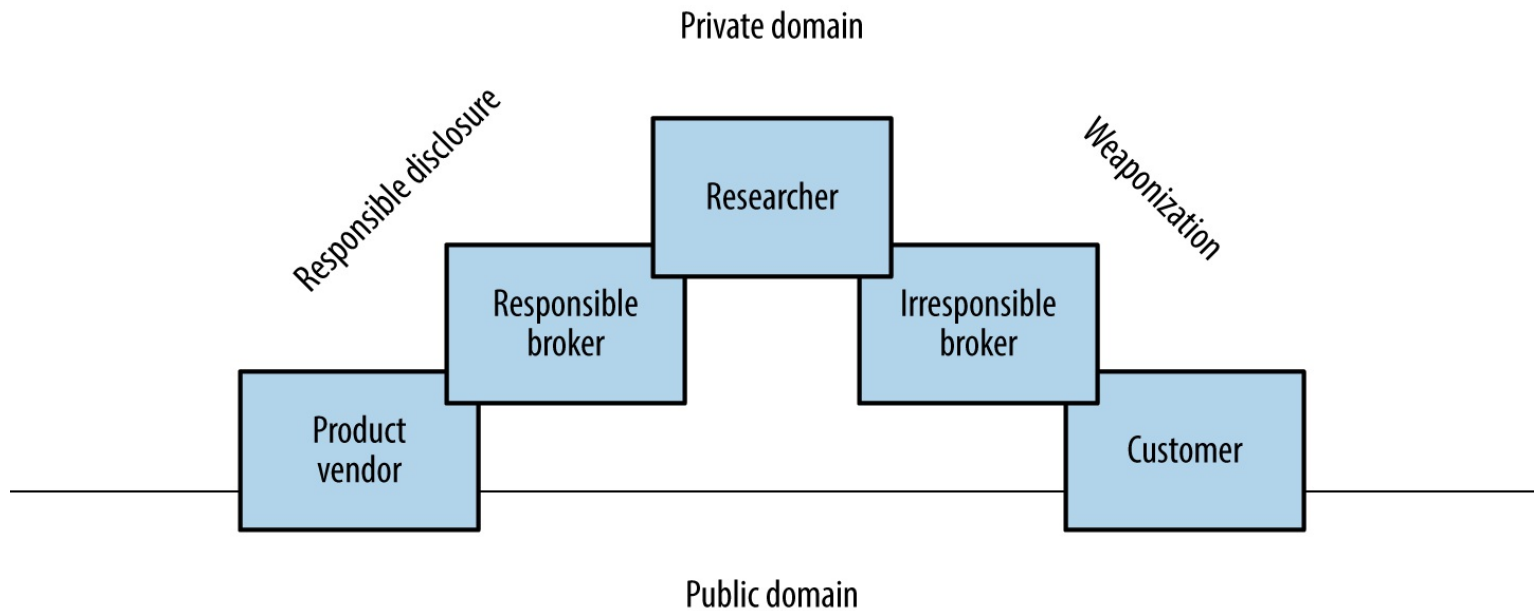 Private domain
Responsible disclosure
Weaponization
Researcher
Responsible
broker
Irresponsible
broker
Product
vendor
Customer
Public domain